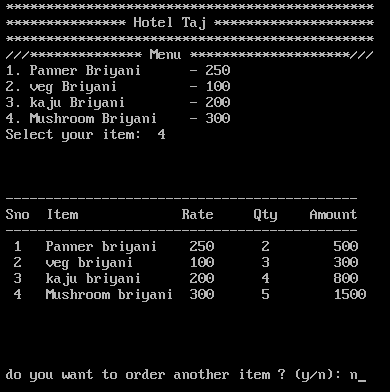 **********************************************
*************** Hotel Taj ********************
**********************************************
///************** Menu ********************///
1. Panner Briyani - 250
2. veg Briyani - 100
3. kaju Briyani - 200
4. Mushroom Briyani - 300
Select your item: 4
--------------------------------------------
Sno Item Rate Qty Amount
--------------------------------------------
1 Panner briyani 250 2 500
2 veg briyani 100 3 300
3 kaju briyani 200 4 800
4 Mushroom briyani 300 5 1500
do you want to order another item ? (y/n): n_